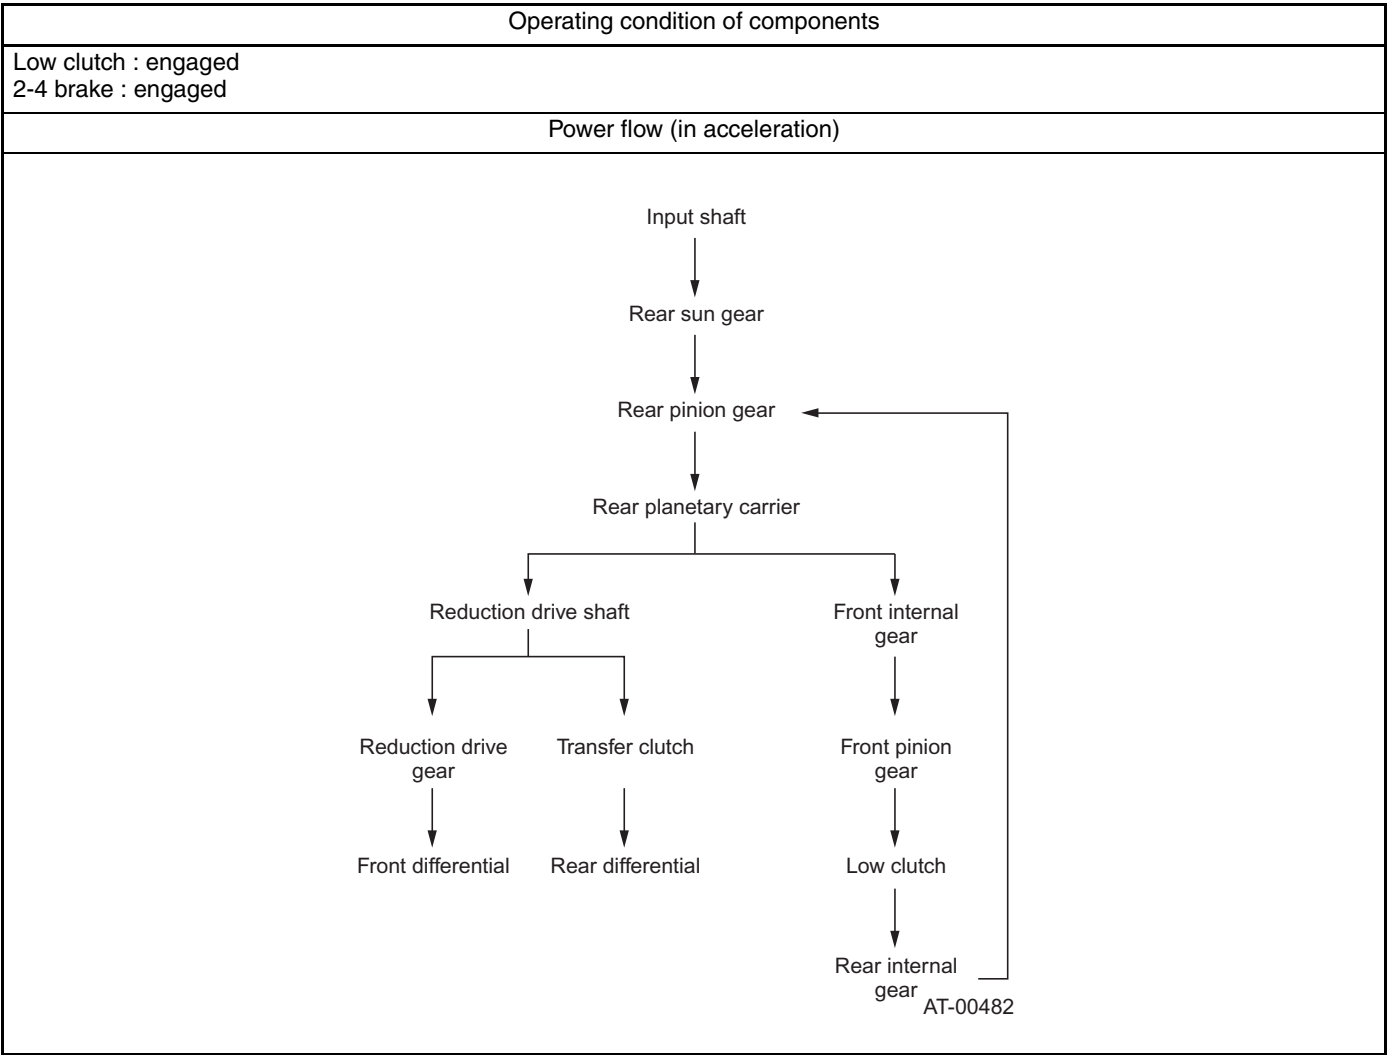 Operating condition of components
Low clutch : engaged
2-4 brake : engaged
Power flow (in acceleration)
Input shaft
Rear sun gear
Rear pinion gear
Rear planetary carrier
Reduction drive shaft
Front internal
gear
Reduction drive
gear
Transfer clutch
Front pinion
gear
Front differential
Rear differential
Low clutch
Rear internal
gear
AT-00482